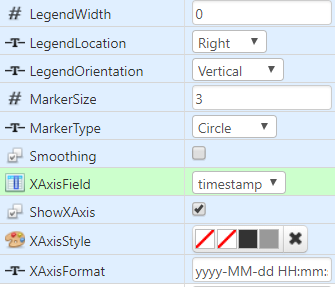 # LegendWidth 0
T LegendLocation Right
T LegendOrientation Vertical
# MarkerSize 3
T MarkerType Circle
Smoothing
XAxisField timestamp
ShowXAxis
XAxisStyle
T XAxisFormat yyyy-MM-dd HH:mm: